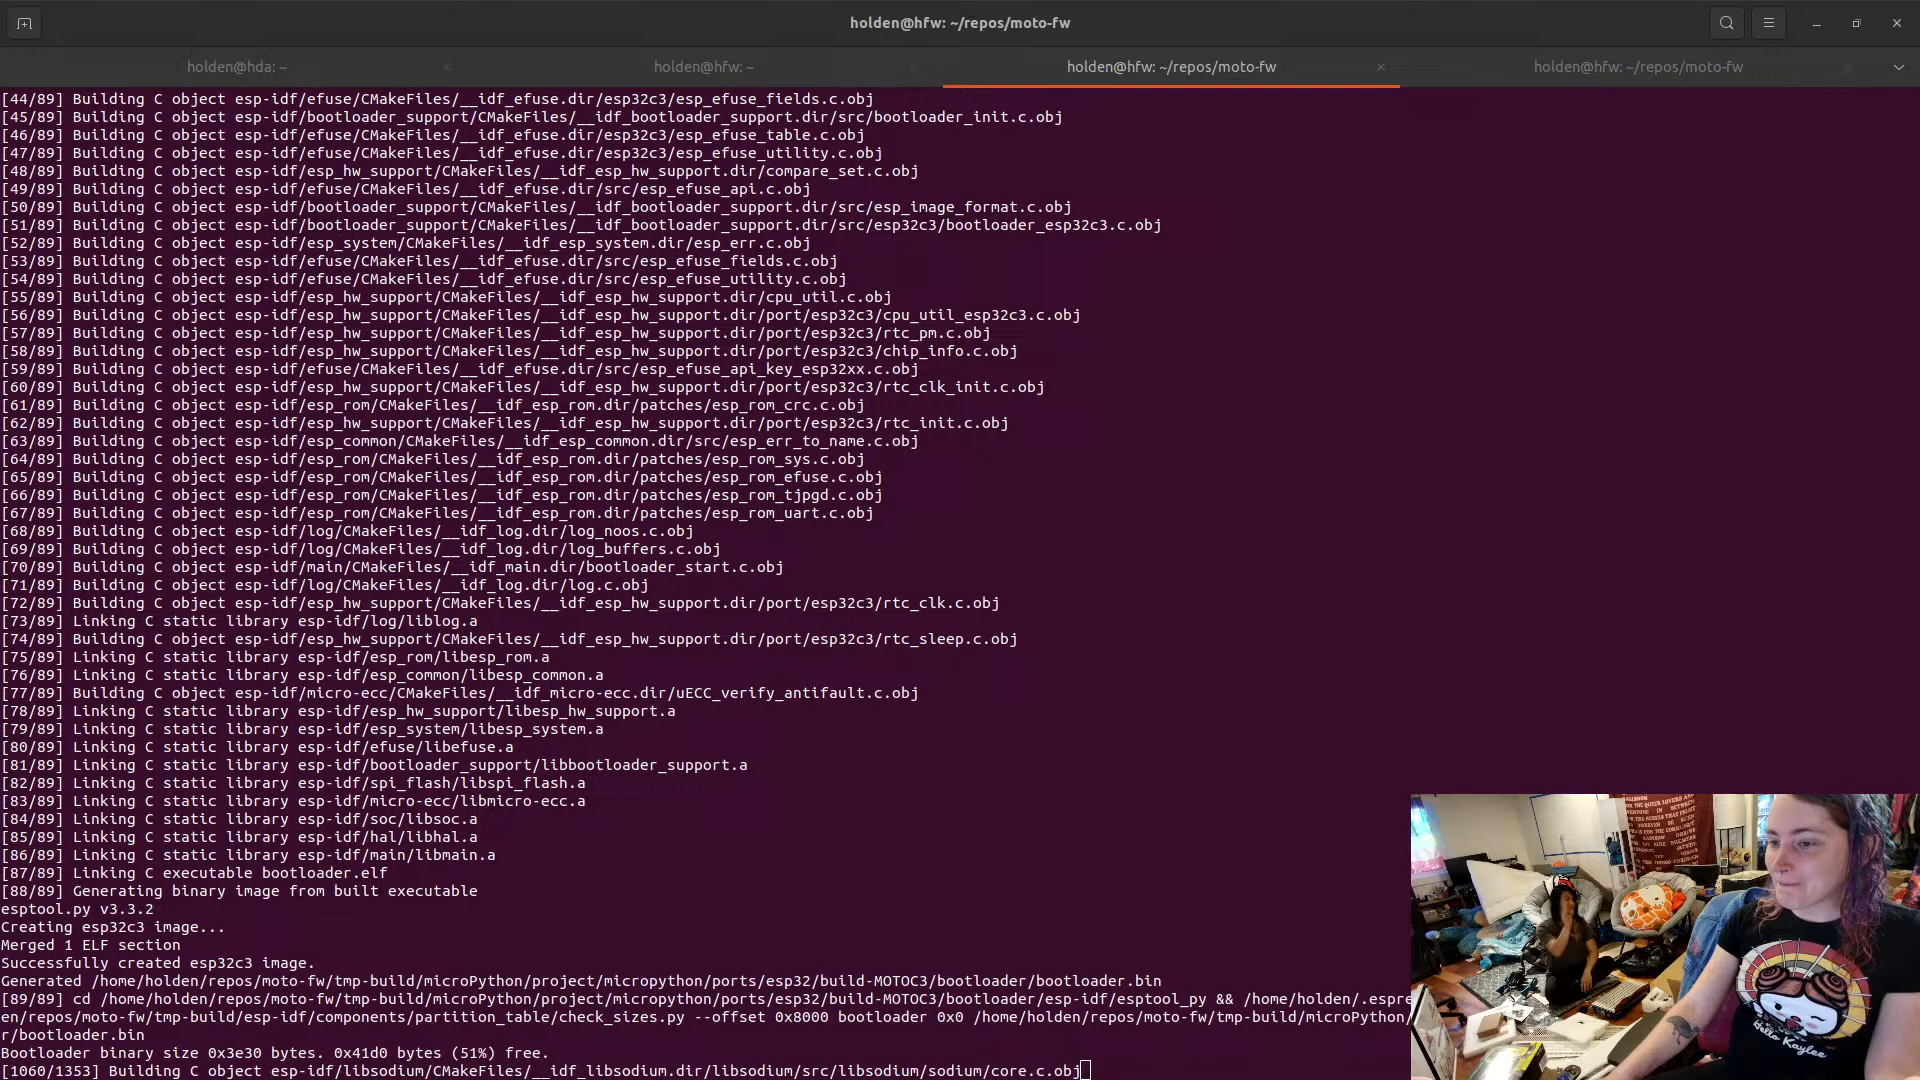 holden@hfw: ~/repos/moto-fw
holden@hda: ~
holden@hfw: ~
holden@hfw: ~/repos/moto-fw
holden@hfw: ~/repos/moto-fw
[44/89] Building C object esp-idf/efuse/CMakeFiles/__idf_efuse.dir/esp32c3/esp_efuse_fields.c.obj
[45/89] Building C object esp-idf/bootloader_support/CMakeFiles/__idf_bootloader_support.dir/src/bootloader_init.c.obj
[46/89] Building C object esp-idf/efuse/CMakeFiles/__idf_efuse.dir/esp32c3/esp_efuse_table.c.obj
[47/89] Building C object esp-idf/efuse/CMakeFiles/__idf_efuse.dir/esp32c3/esp_efuse_utility.c.obj
[48/89] Building C object esp-idf/esp_hw_support/CMakeFiles/__idf_esp_hw_support.dir/compare_set.c.obj
[49/89] Building C object esp-idf/efuse/CMakeFiles/__idf_efuse.dir/src/esp_efuse_api.c.obj
[50/89] Building C object esp-idf/bootloader_support/CMakeFiles/__idf_bootloader_support.dir/src/esp_image_format.c.obj
[51/89] Building C object esp-idf/bootloader_support/CMakeFiles/__idf_bootloader_support.dir/src/esp32c3/bootloader_esp32c3.c.obj
[52/89] Building C object esp-idf/esp_system/CMakeFiles/__idf_esp_system.dir/esp_err.c.obj
[53/89] Building C object esp-idf/efuse/CMakeFiles/__idf_efuse.dir/src/esp_efuse_fields.c.obj
[54/89] Building C object esp-idf/efuse/CMakeFiles/__idf_efuse.dir/src/esp_efuse_utility.c.obj
[55/89] Building C object esp-idf/esp_hw_support/CMakeFiles/__idf_esp_hw_support.dir/cpu_util.c.obj
[56/89] Building C object esp-idf/esp_hw_support/CMakeFiles/__idf_esp_hw_support.dir/port/esp32c3/cpu_util_esp32c3.c.obj
[57/89] Building C object esp-idf/esp_hw_support/CMakeFiles/__idf_esp_hw_support.dir/port/esp32c3/rtc_pm.c.obj
[58/89] Building C object esp-idf/esp_hw_support/CMakeFiles/__idf_esp_hw_support.dir/port/esp32c3/chip_info.c.obj
[59/89] Building C object esp-idf/efuse/CMakeFiles/__idf_efuse.dir/src/esp_efuse_api_key_esp32xx.c.obj
[60/89] Building C object esp-idf/esp_hw_support/CMakeFiles/__idf_esp_hw_support.dir/port/esp32c3/rtc_clk_init.c.obj
[61/89] Building C object esp-idf/esp_rom/CMakeFiles/__idf_esp_rom.dir/patches/esp_rom_crc.c.obj
[62/89] Building C object esp-idf/esp_hw_support/CMakeFiles/__idf_esp_hw_support.dir/port/esp32c3/rtc_init.c.obj
[63/89] Building C object esp-idf/esp_common/CMakeFiles/__idf_esp_common.dir/src/esp_err_to_name.c.obj
[64/89] Building C object esp-idf/esp_rom/CMakeFiles/__idf_esp_rom.dir/patches/esp_rom_sys.c.obj
[65/89] Building C object esp-idf/esp_rom/CMakeFiles/__idf_esp_rom.dir/patches/esp_rom_efuse.c.obj
[66/89] Building C object esp-idf/esp_rom/CMakeFiles/__idf_esp_rom.dir/patches/esp_rom_tjpgd.c.obj
[67/89] Building C object esp-idf/esp_rom/CMakeFiles/__idf_esp_rom.dir/patches/esp_rom_uart.c.obj
[68/89] Building C object esp-idf/log/CMakeFiles/__idf_log.dir/log_noos.c.obj
[69/89] Building C object esp-idf/log/CMakeFiles/__idf_log.dir/log_buffers.c.obj
[70/89] Building C object esp-idf/main/CMakeFiles/__idf_main.dir/bootloader_start.c.obj
[71/89] Building C object esp-idf/log/CMakeFiles/__idf_log.dir/log.c.obj
[72/89] Building C object esp-idf/esp_hw_support/CMakeFiles/__idf_esp_hw_support.dir/port/esp32c3/rtc_clk.c.obj
[73/89] Linking C static library esp-idf/log/liblog.a
[74/89] Building C object esp-idf/esp_hw_support/CMakeFiles/__idf_esp_hw_support.dir/port/esp32c3/rtc_sleep.c.obj
[75/89] Linking C static library esp-idf/esp_rom/libesp_rom.a
[76/89] Linking C static library esp-idf/esp_common/libesp_common.a
[77/89] Building C object esp-idf/micro-ecc/CMakeFiles/__idf_micro-ecc.dir/uECC_verify_antifault.c.obj
[78/89] Linking C static library esp-idf/esp_hw_support/libesp_hw_support.a
[79/89] Linking C static library esp-idf/esp_system/libesp_system.a
[80/89] Linking C static library esp-idf/efuse/libefuse.a
[81/89] Linking C static library esp-idf/bootloader_support/libbootloader_support.a
[82/89] Linking C static library esp-idf/spi_flash/libspi_flash.a
[83/89] Linking C static library esp-idf/micro-ecc/libmicro-ecc.a
[84/89] Linking C static library esp-idf/soc/libsoc.a
[85/89] Linking C static library esp-idf/hal/libhal.a
[86/89] Linking C static library esp-idf/main/libmain.a
[87/89] Linking C executable bootloader.elf
[88/89] Generating binary image from built executable
esptool.py v3.3.2
Creating esp32c3 image...
Merged 1 ELF section
Successfully created esp32c3 image.
Generated /home/holden/repos/moto-fw/tmp-build/microPython/project/micropython/ports/esp32/build-MOTOC3/bootloader/bootloader.bin
[89/89] cd /home/holden/repos/moto-fw/tmp-build/microPython/project/micropython/ports/esp32/build-MOTOC3/bootloader/esp-idf/esptool_py && /home/holden/.espre
en/repos/moto-fw/tmp-build/esp-idf/components/partition_table/check_sizes.py --offset 0x8000 bootloader 0x0 /home/holden/repos/moto-fw/tmp-build/microPython/
r/bootloader.bin
Bootloader binary size 0x3e30 bytes. 0x41d0 bytes (51%) free.
[1060/1353] Building C object esp-idf/libsodium/CMakeFiles/__idf_libsodium.dir/libsodium/src/libsodium/sodium/core.c.obj
Hello Kaylee